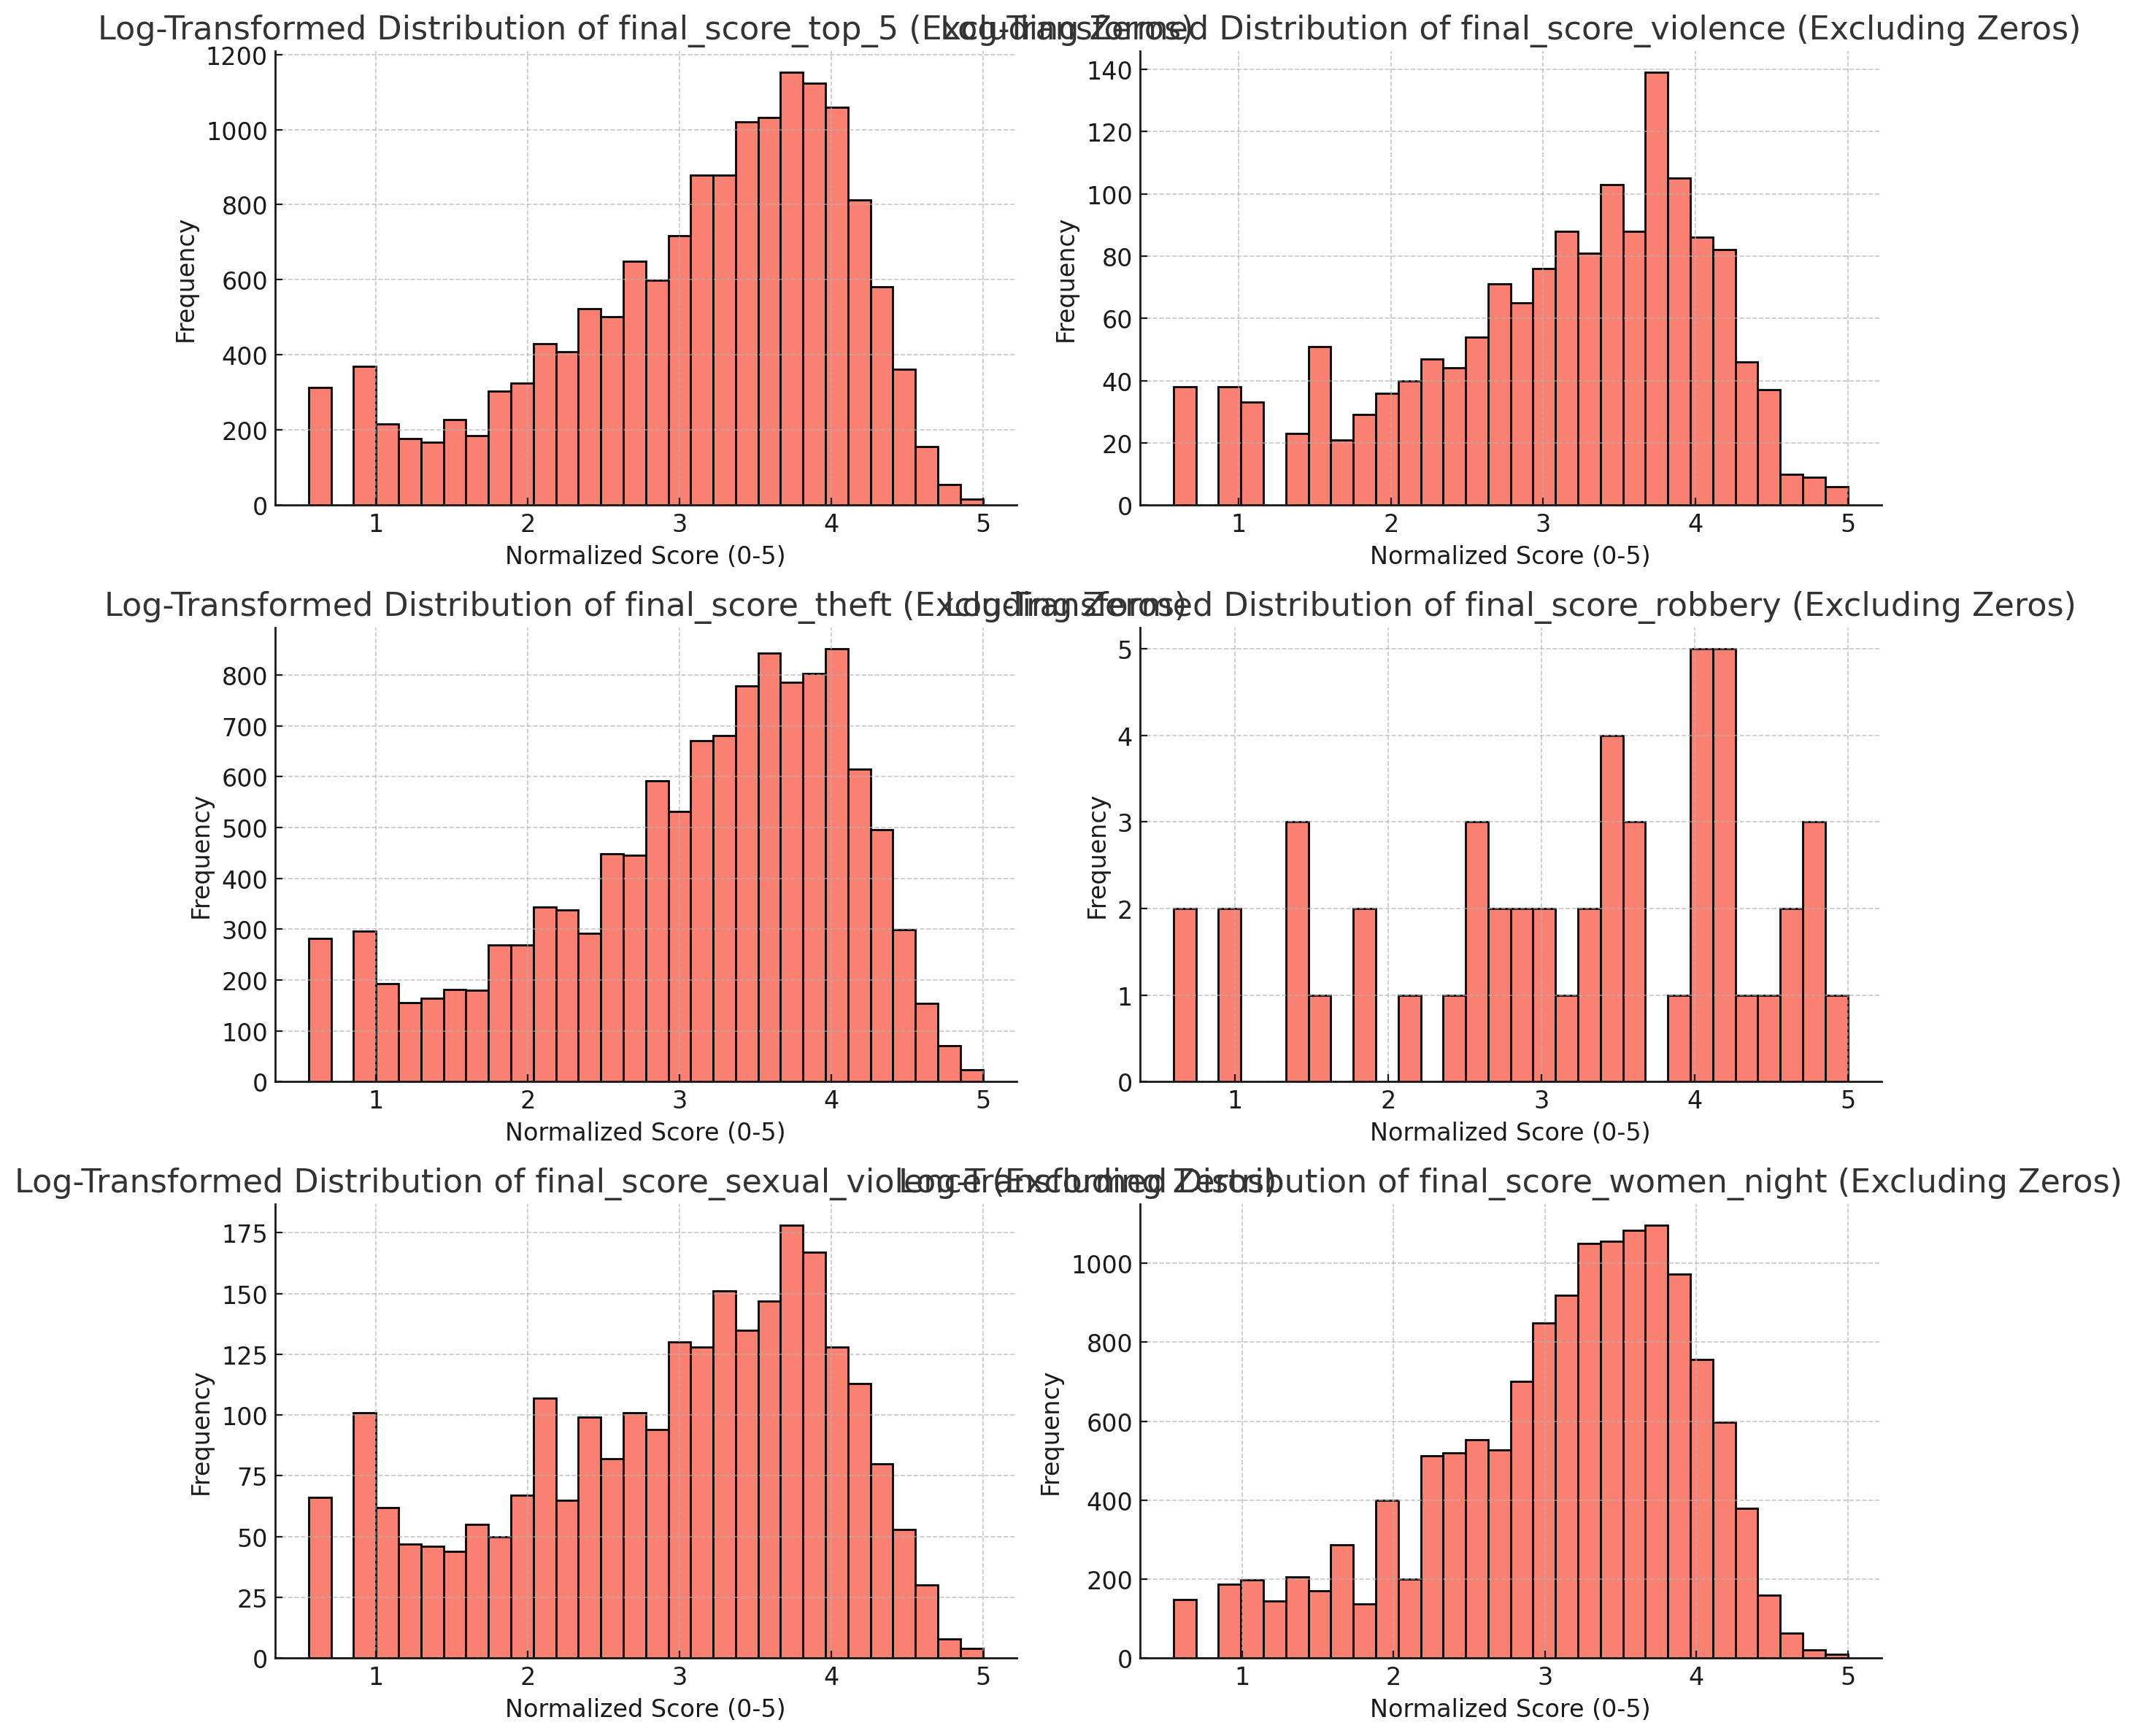 Log-Transformed Distribution of final_score_top_5 (Excluding Zeros)
Log-Transformed Distribution of final_score_violence (Excluding Zeros)
1200
1000
800
600
400
200
0
Frequency
1 2 3 4 5
Normalized Score (0-5)
140
120
100
80
60
40
20
0
Frequency
1 2 3 4 5
Normalized Score (0-5)
Log-Transformed Distribution of final_score_theft (Excluding Zeros)
Log-Transformed Distribution of final_score_robbery (Excluding Zeros)
800
700
600
500
400
300
200
100
0
Frequency
1 2 3 4 5
Normalized Score (0-5)
5
4
3
2
1
0
Frequency
1 2 3 4 5
Normalized Score (0-5)
Log-Transformed Distribution of final_score_sexual_violence (Excluding Zeros)
Log-Transformed Distribution of final_score_women_night (Excluding Zeros)
175
150
125
100
75
50
25
0
Frequency
1 2 3 4 5
Normalized Score (0-5)
1000
800
600
400
200
0
Frequency
1 2 3 4 5
Normalized Score (0-5)